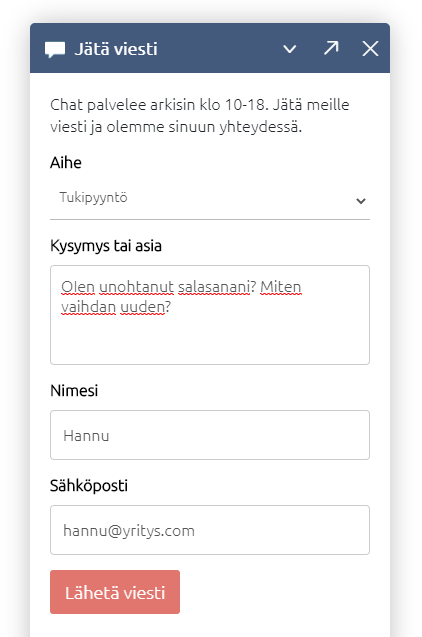 Jätä viesti
Chat palvelee arkisin klo 10-18. Jätä meille
viesti ja olemme sinuun yhteydessä.
Aihe
Tukipyyntö
Kysymys tai asia
Olen unohtanut salasanani? Miten
vaihdan uuden?
Nimesi
Hannu
Sähköposti
hannu@yritys.com
Lähetä viesti